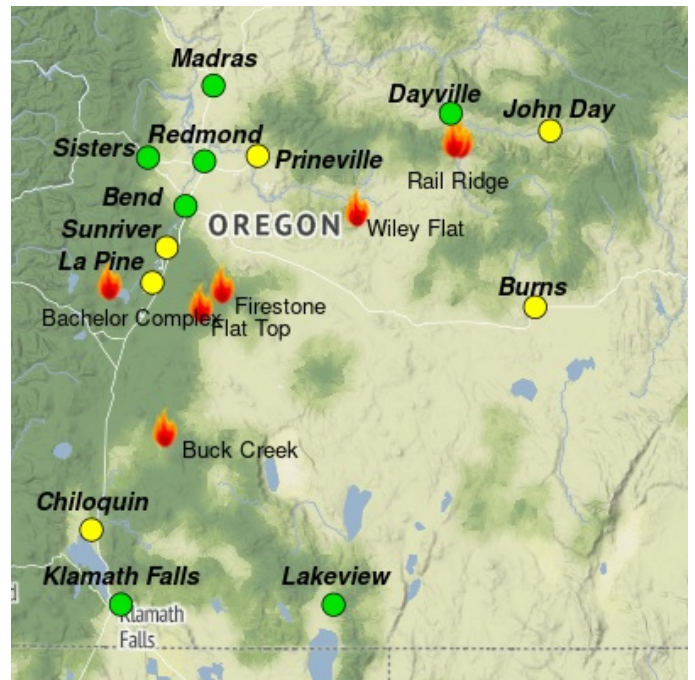 Madras
Dayville
John Day
Redmond
Sisters
Prineville
Rail Ridge
Bend
OREGON
Wiley Flat
Sunriver
La Pine
Burns
Firestone
Bachelor Complex
Flat Top
Buck Creek
Chiloquin
Klamath Falls
Lakeview
Klamath
Falls